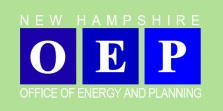 NEW HAMPSHIRE
OEP
OFFICE OF ENERGY AND PLANNING